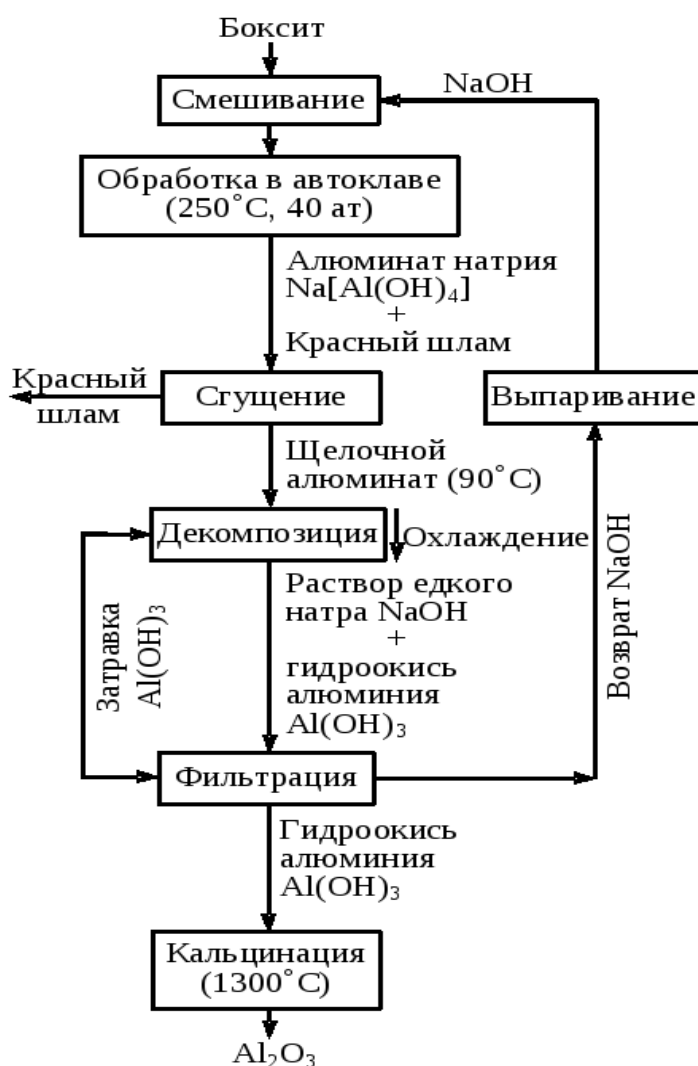 Боксит
Смешивание
NaOH
Обработка в автоклаве
(250°C, 40 ат)
Алюминат натрия
Na[Al(OH)₄]
+
Красный шлам
Красный
шлам
Сгущение
Выпаривание
Щелочной
алюминат (90°C)
Декомпозиция
Охлаждение
Раствор едкого
натра NaOH
+
гидроокись
алюминия
Al(OH)₃
Затравка
Al(OH)₃
Возврат NaOH
Фильтрация
Гидроокись
алюминия
Al(OH)₃
Кальцинация
(1300°C)
Al₂O₃